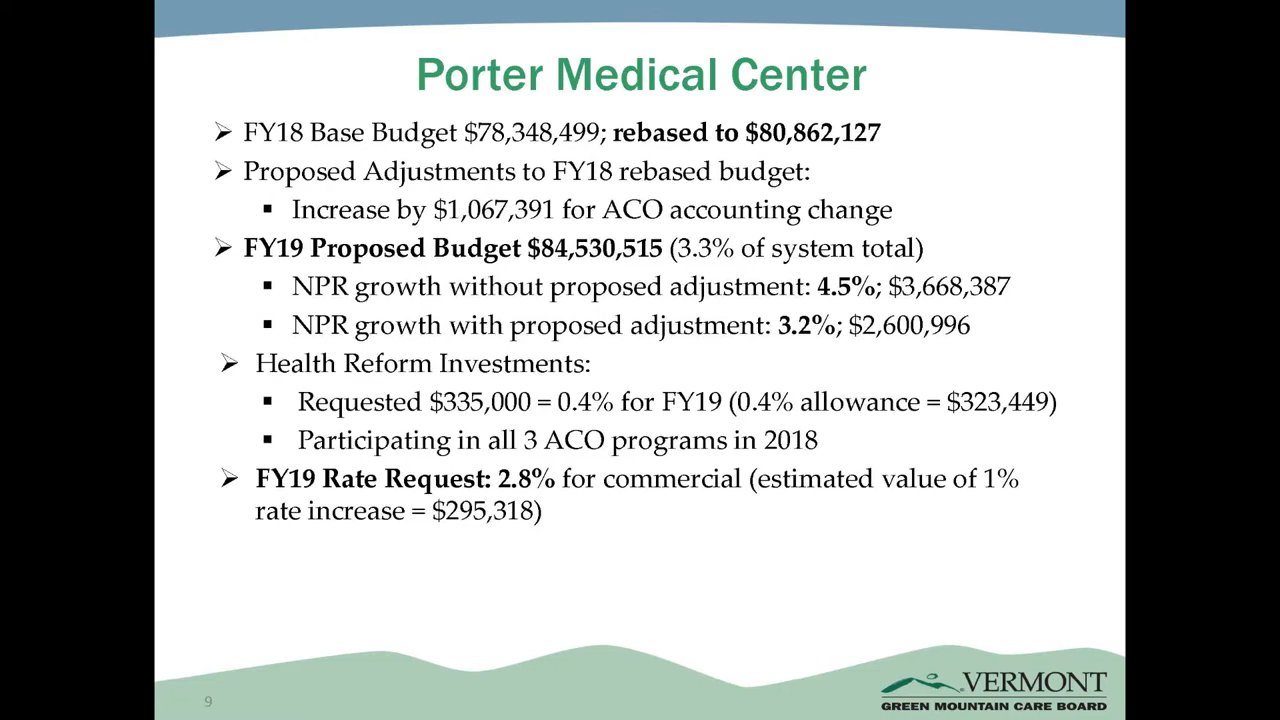 Porter Medical Center
➢ FY18 Base Budget $78,348,499; rebased to $80,862,127
➢ Proposed Adjustments to FY18 rebased budget:
▪ Increase by $1,067,391 for ACO accounting change
➢ FY19 Proposed Budget $84,530,515 (3.3% of system total)
▪ NPR growth without proposed adjustment: 4.5%; $3,668,387
▪ NPR growth with proposed adjustment: 3.2%; $2,600,996
➢ Health Reform Investments:
▪ Requested $335,000 = 0.4% for FY19 (0.4% allowance = $323,449)
▪ Participating in all 3 ACO programs in 2018
➢ FY19 Rate Request: 2.8% for commercial (estimated value of 1%
rate increase = $295,318)
9
VERMONT
GREEN MOUNTAIN CARE BOARD